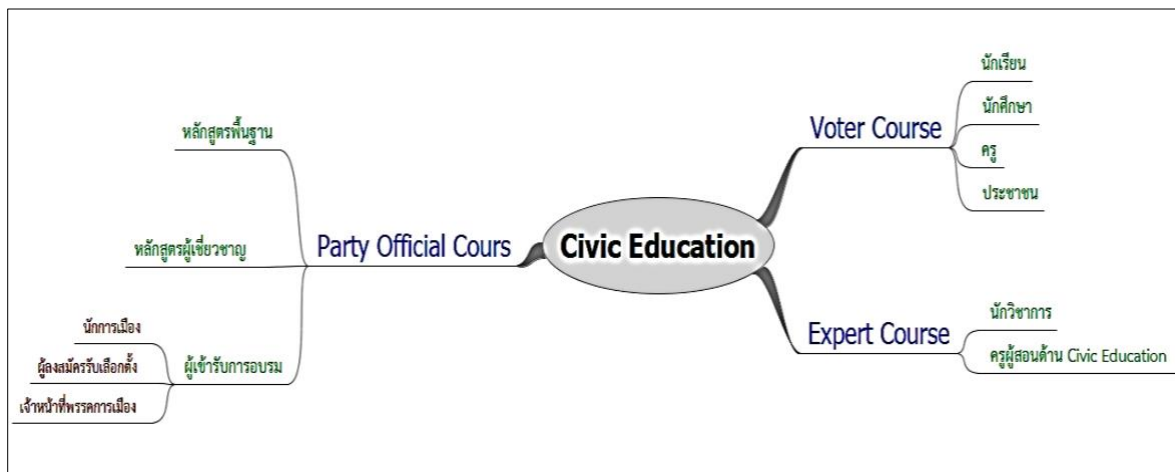 Civic Education
Voter Course
นักเรียน
นักศึกษา
ครู
ประชาชน
Expert Course
นักวิชาการ
ครูผู้สอนด้าน Civic Education
Party Official Cours
หลักสูตรพื้นฐาน
หลักสูตรผู้เชี่ยวชาญ
ผู้เข้ารับการอบรม
นักการเมือง
ผู้ลงสมัครรับเลือกตั้ง
เจ้าหน้าที่พรรคการเมือง